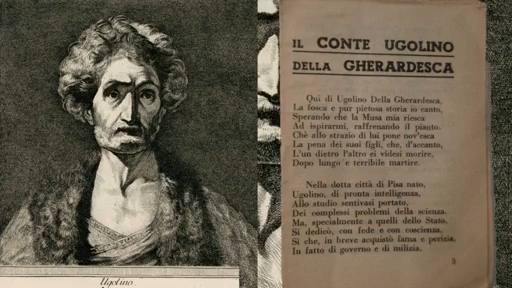 Ugolino
IL CONTE UGOLINO
DELLA GHERARDESCA
Qui di Ugolino Della Gherardesca.
La fosca e pur pietosa storia io canto,
Sperando che la Musa mia riesca
Ad ispirarmi, raffrenando il pianto.
Chè allo strazio di lui pone nov'esca
La pena dei suoi figli, che, d'accanto,
L'un dietro l'altro ei videsi morire,
Dopo lungo e terribile martire.
Nella dotta città di Pisa nato,
Ugolino, di pronta intelligenza,
Allo studio sentivasi portato,
Dei complessi problemi della scienza.
Ma, specialmente a quelli dello Stato,
Si dedicò, con fede e con coscienza,
Sì che, in breve acquistò fama e perizia,
In fatto di governo e di milizia.
3